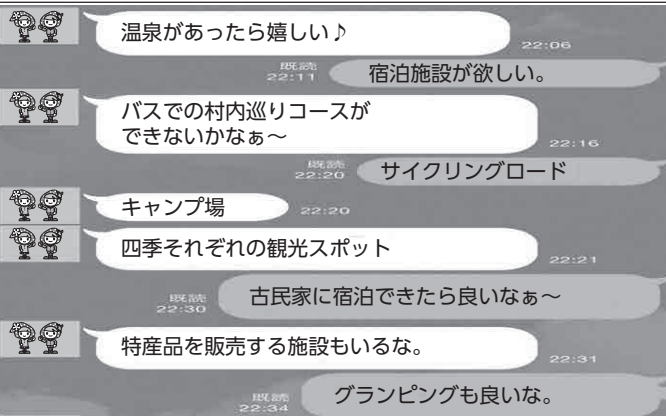 温泉があったら嬉しい♪
22:06
既読
22:11
宿泊施設が欲しい。
バスでの村内巡りコースが
できないかなぁ〜
22:16
既読
22:20
サイクリングロード
キャンプ場
22:20
四季それぞれの観光スポット
22:21
既読
22:30
古民家に宿泊できたら良いなぁ〜
特産品を販売する施設もいるな。
22:31
既読
22:34
グランピングも良いな。